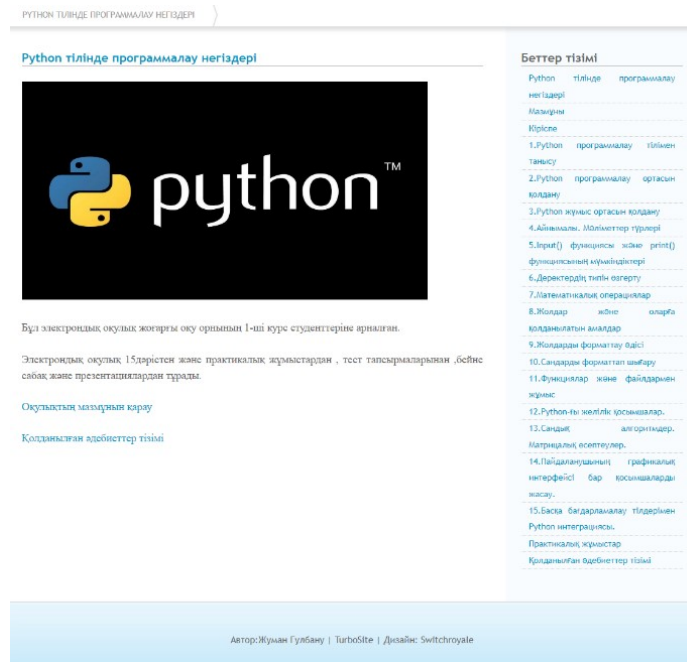 PYTHON ТІЛІНДЕ ПРОГРАММАЛАУ НЕГІЗДЕРІ
Python тілінде программалау негіздері
python™
Бұл электрондық оқулық жоғарғы оқу орнының 1-ші курс студенттеріне арналған.
Электрондық оқулық 15дәрістен және практикалық жұмыстардан , тест тапсырмаларынан ,бейне
сабақ және презентациялардан тұрады.
Оқулықтың мазмұнын қарау
Қолданылған әдебиеттер тізімі
Беттер тізімі
Python тілінде программалау
негіздері
Мазмұны
Кіріспе
1.Python программалау тілімен
танысу
2.Python программалау ортасын
қолдану
3.Python жұмыс ортасын қолдану
4.Айнымалы. Мәліметтер түрлері
5.Input() функциясы және print()
функциясының мүмкіндіктері
6.Деректердің типін өзгерту
7.Математикалық операциялар
8.Жолдар және оларға
қолданылатын амалдар
9.Жолдарды форматтау әдісі
10.Сандарды форматтап шығару
11.Функциялар және файлдармен
жұмыс
12.Python-ғы желілік қосымшалар.
13.Сандық алгоритмдер.
Матрицалық есептеулер.
14.Пайдаланушының графикалық
интерфейсі бар қосымшаларды
жасау.
15.Басқа бағдарламалау тілдерімен
Python интеграциясы.
Практикалық жұмыстар
Қолданылған әдебиеттер тізімі
Автор:Жуман Гулбану | TurboSite | Дизайн: Switchroyale